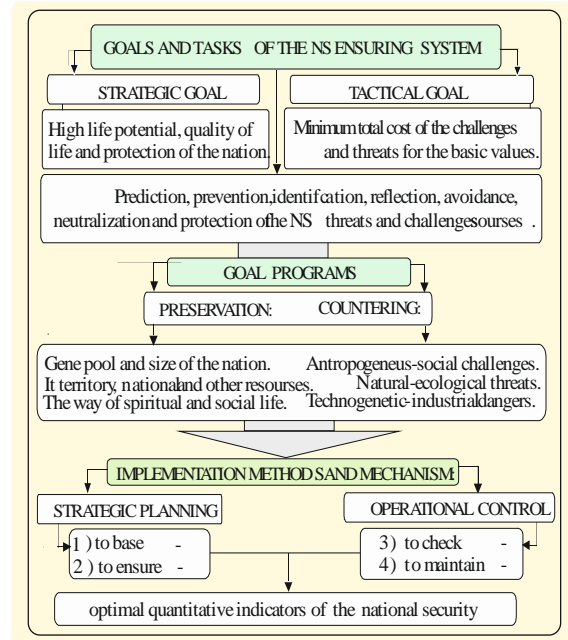 GOALS AND TASKS OF THE NS ENSURING SYSTEM
STRATEGIC GOAL
TACTICAL GOAL
High life potential, quality of
life and protection of the nation.
Minimum total cost of the challenges
and threats for the basic values.
Prediction, prevention, identification, reflection, avoidance,
neutralization and protection of the NS threats and challenge sourses .
GOAL PROGRAMS
PRESERVATION:
COUNTERING:
Gene pool and size of the nation.
It territory, national and other resourses.
The way of spiritual and social life.
Antropogeneus-social challenges.
Natural-ecological threats.
Technogenetic-industrial dangers.
IMPLEMENTATION METHODS AND MECHANISM:
STRATEGIC PLANNING
OPERATIONAL CONTROL
1 ) to base -
2 ) to ensure -
3) to check -
4) to maintain -
optimal quantitative indicators of the national security